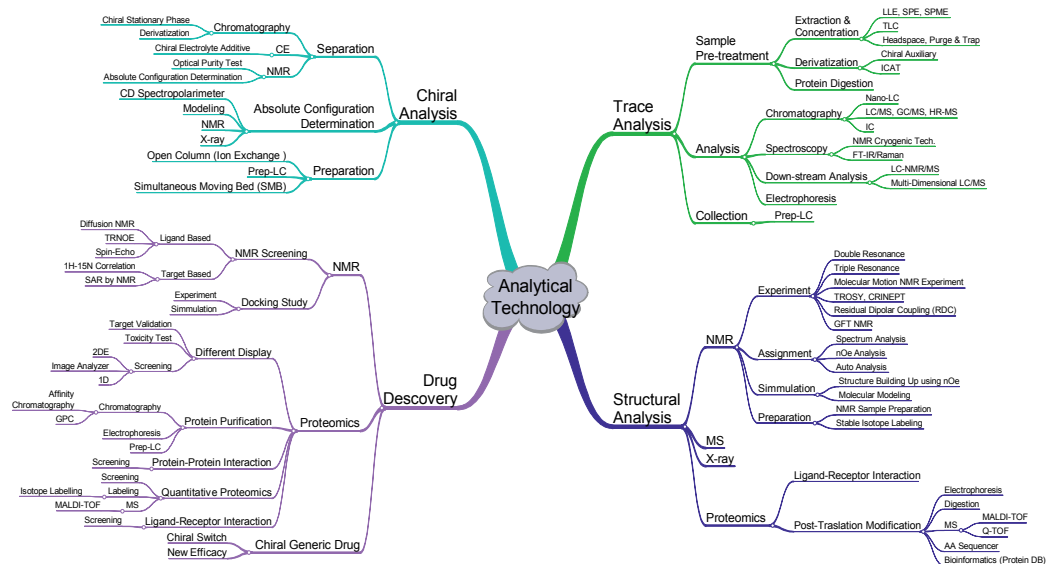 Analytical
Technology
Chiral
Analysis
Separation
Chromatography
Chiral Stationary Phase
Derivatization
CE
Chiral Electrolyte Additive
NMR
Optical Purity Test
Absolute Configuration Determination
Absolute Configuration
Determination
CD Spectropolarimeter
Modeling
NMR
X-ray
Preparation
Open Column (Ion Exchange )
Prep-LC
Simultaneous Moving Bed (SMB)
Trace
Analysis
Sample
Pre-treatment
Extraction &
Concentration
LLE, SPE, SPME
TLC
Headspace, Purge & Trap
Derivatization
Chiral Auxiliary
ICAT
Protein Digestion
Analysis
Chromatography
Nano-LC
LC/MS, GC/MS, HR-MS
IC
Spectroscopy
NMR Cryogenic Tech.
FT-IR/Raman
Down-stream Analysis
LC-NMR/MS
Multi-Dimensional LC/MS
Electrophoresis
Collection
Prep-LC
Drug
Descovery
NMR
NMR Screening
Ligand Based
Diffusion NMR
TRNOE
Spin-Echo
Target Based
1H-15N Correlation
SAR by NMR
Docking Study
Experiment
Simmulation
Proteomics
Different Display
Target Validation
Toxicity Test
Screening
2DE
Image Analyzer
1D
Protein Purification
Chromatography
Affinity
Chromatography
GPC
Electrophoresis
Prep-LC
Protein-Protein Interaction
Screening
Quantitative Proteomics
Screening
Labeling
Isotope Labelling
MS
MALDI-TOF
Ligand-Receptor Interaction
Screening
Chiral Generic Drug
Chiral Switch
New Efficacy
Structural
Analysis
NMR
Experiment
Double Resonance
Triple Resonance
Molecular Motion NMR Experiment
TROSY, CRINEPT
Residual Dipolar Coupling (RDC)
GFT NMR
Assignment
Spectrum Analysis
nOe Analysis
Auto Analysis
Simmulation
Structure Building Up using nOe
Molecular Modeling
Preparation
NMR Sample Preparation
Stable Isotope Labeling
MS
X-ray
Proteomics
Ligand-Receptor Interaction
Post-Traslation Modification
Electrophoresis
Digestion
MS
MALDI-TOF
Q-TOF
AA Sequencer
Bioinformatics (Protein DB)